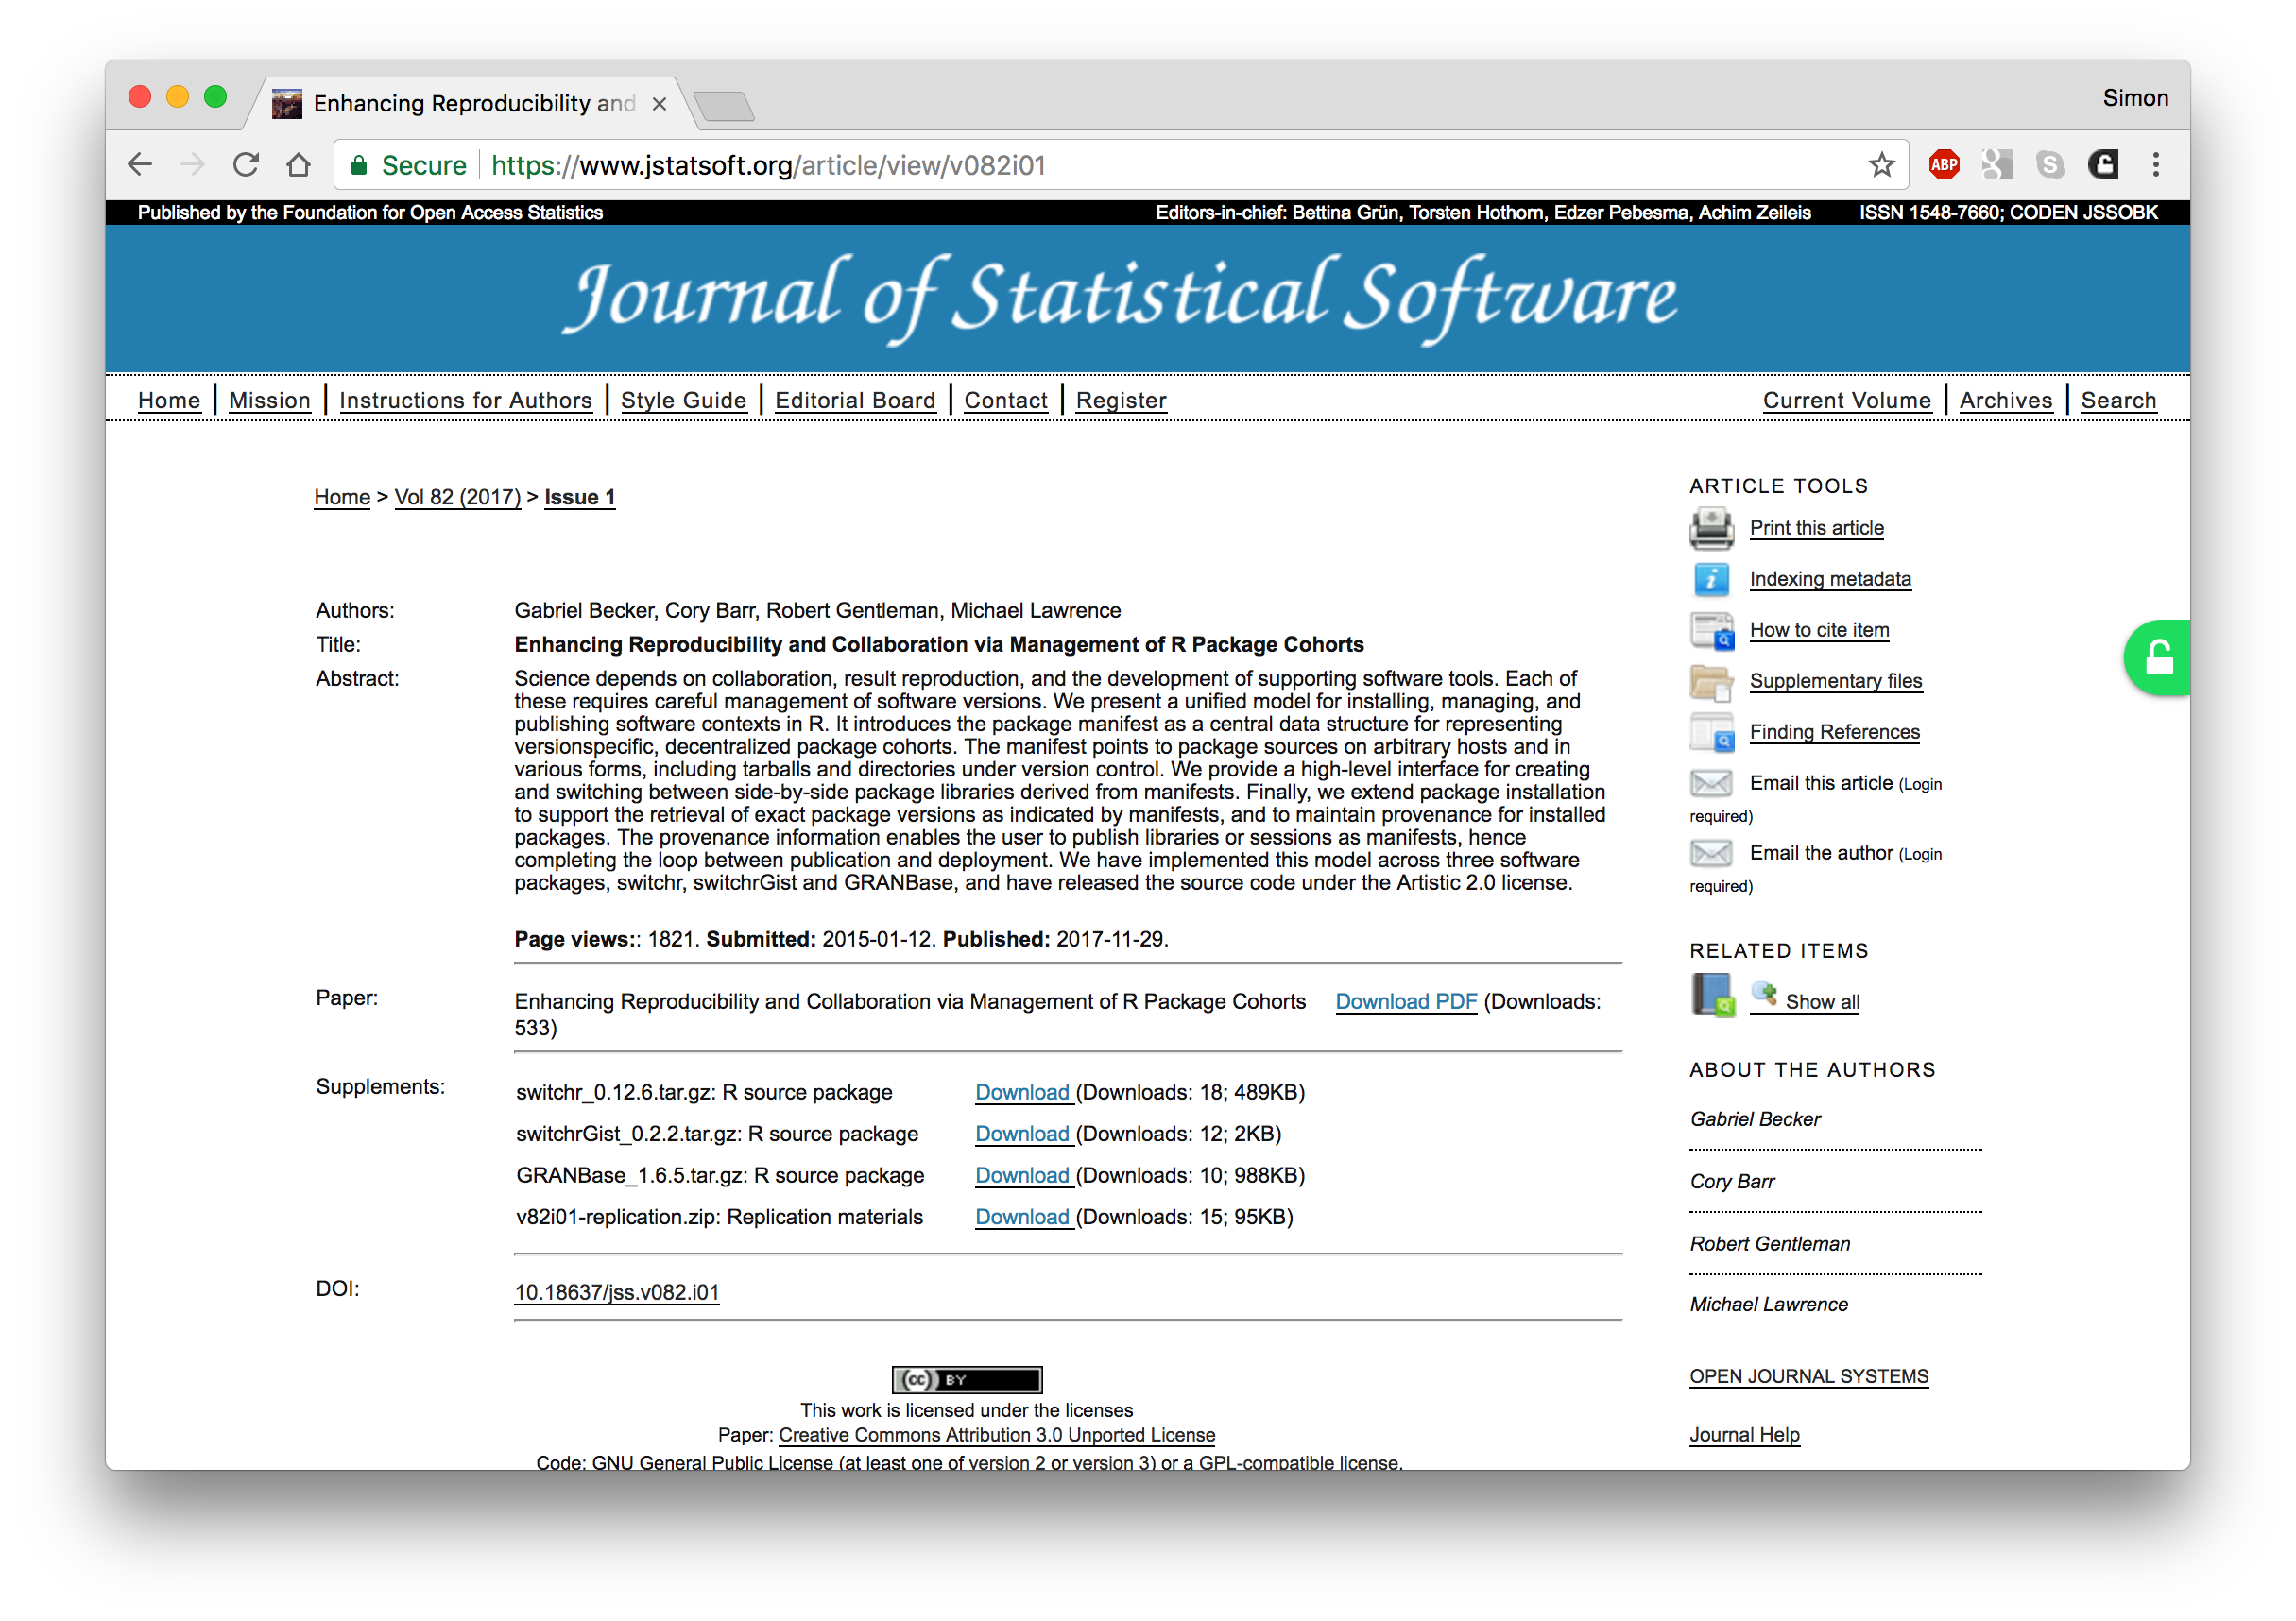 Enhancing Reproducibility and
Simon
Secure
https://www.jstatsoft.org/article/view/v082i01
ABP
Published by the Foundation for Open Access Statistics
Editors-in-chief: Bettina Grün, Torsten Hothorn, Edzer Pebesma, Achim Zeileis
ISSN 1548-7660; CODEN JSSOBK
Journal of Statistical Software
Home | Mission | Instructions for Authors | Style Guide | Editorial Board | Contact | Register
Current Volume | Archives | Search
Home > Vol 82 (2017) > Issue 1
Authors: Gabriel Becker, Cory Barr, Robert Gentleman, Michael Lawrence
Title: Enhancing Reproducibility and Collaboration via Management of R Package Cohorts
Abstract: Science depends on collaboration, result reproduction, and the development of supporting software tools. Each of
these requires careful management of software versions. We present a unified model for installing, managing, and
publishing software contexts in R. It introduces the package manifest as a central data structure for representing
versionspecific, decentralized package cohorts. The manifest points to package sources on arbitrary hosts and in
various forms, including tarballs and directories under version control. We provide a high-level interface for creating
and switching between side-by-side package libraries derived from manifests. Finally, we extend package installation
to support the retrieval of exact package versions as indicated by manifests, and to maintain provenance for installed
packages. The provenance information enables the user to publish libraries or sessions as manifests, hence
completing the loop between publication and deployment. We have implemented this model across three software
packages, switchr, switchrGist and GRANBase, and have released the source code under the Artistic 2.0 license.
Page views:: 1821. Submitted: 2015-01-12. Published: 2017-11-29.
Paper: Enhancing Reproducibility and Collaboration via Management of R Package Cohorts Download PDF (Downloads:
533)
Supplements: switchr_0.12.6.tar.gz: R source package Download (Downloads: 18; 489KB)
switchrGist_0.2.2.tar.gz: R source package Download (Downloads: 12; 2KB)
GRANBase_1.6.5.tar.gz: R source package Download (Downloads: 10; 988KB)
v82i01-replication.zip: Replication materials Download (Downloads: 15; 95KB)
DOI: 10.18637/jss.v082.i01
(cc) BY
This work is licensed under the licenses
Paper: Creative Commons Attribution 3.0 Unported License
Code: GNU General Public License (at least one of version 2 or version 3) or a GPL-compatible license.
ARTICLE TOOLS
Print this article
Indexing metadata
How to cite item
Supplementary files
Finding References
Email this article (Login
required)
Email the author (Login
required)
RELATED ITEMS
Show all
ABOUT THE AUTHORS
Gabriel Becker
Cory Barr
Robert Gentleman
Michael Lawrence
OPEN JOURNAL SYSTEMS
Journal Help